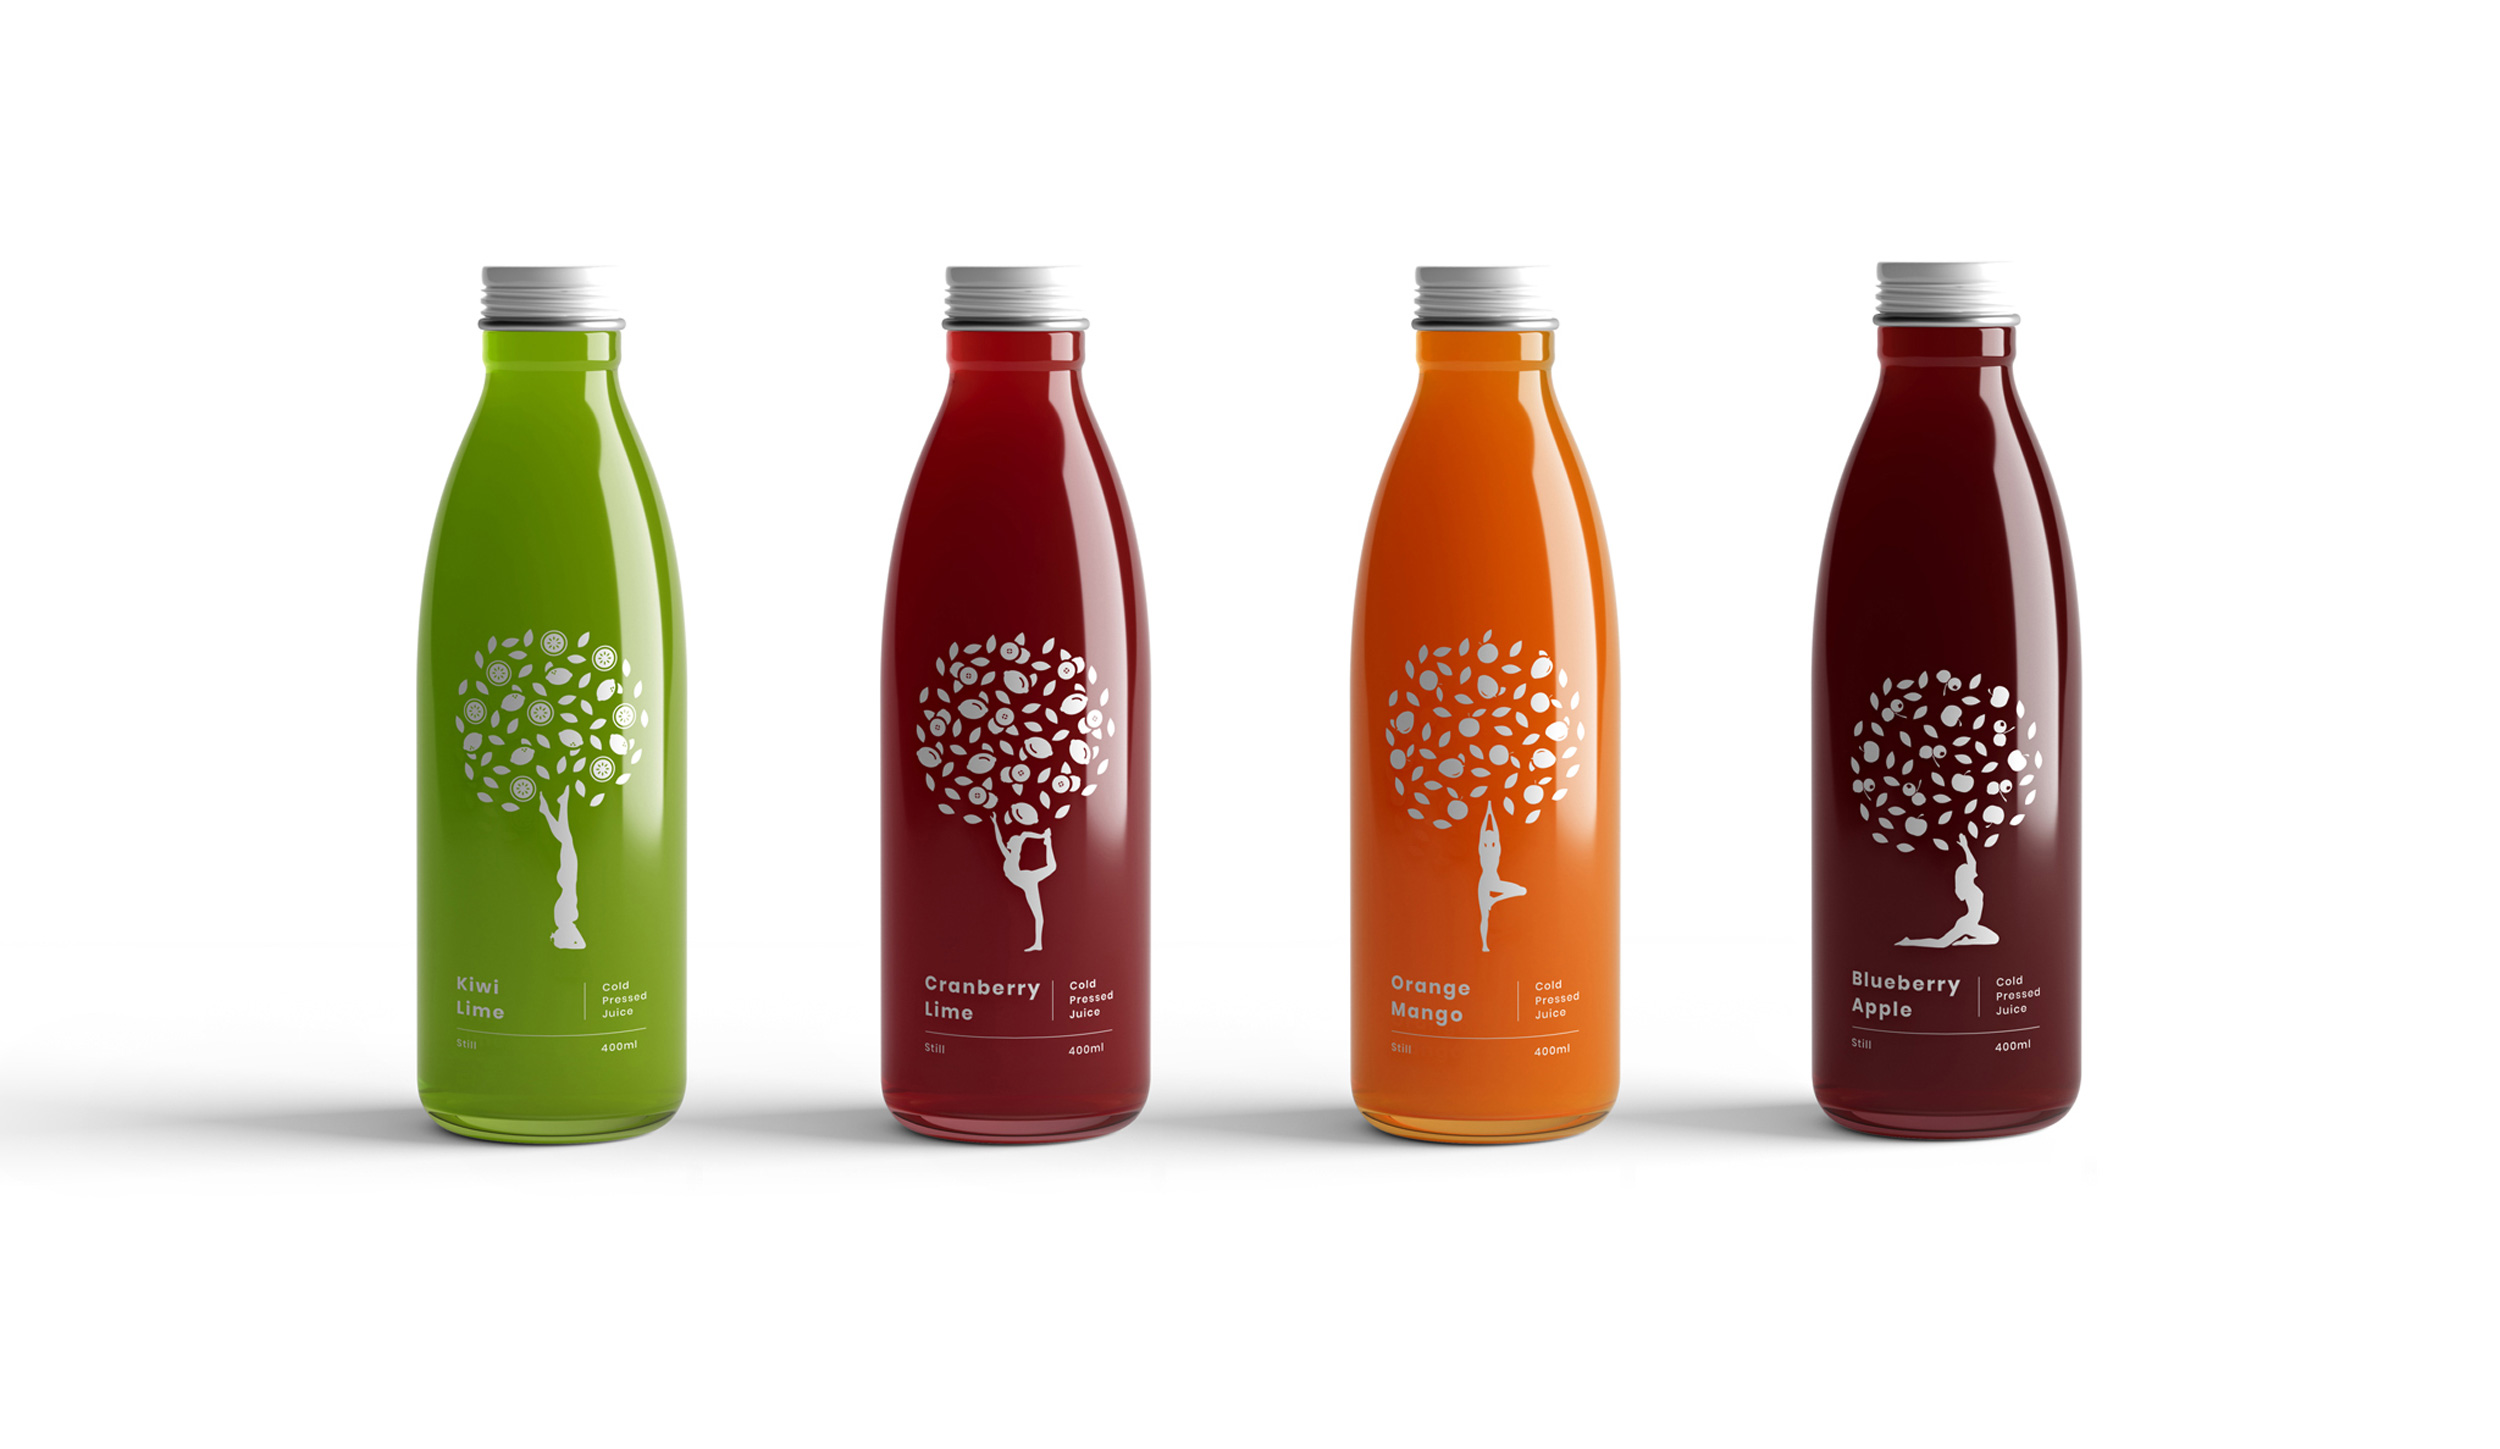 Kiwi
Lime
Cold
Pressed
Juice
Still
400ml
Cranberry
Lime
Cold
Pressed
Juice
Still
400ml
Orange
Mango
Cold
Pressed
Juice
Still
400ml
Blueberry
Apple
Cold
Pressed
Juice
Still
400ml